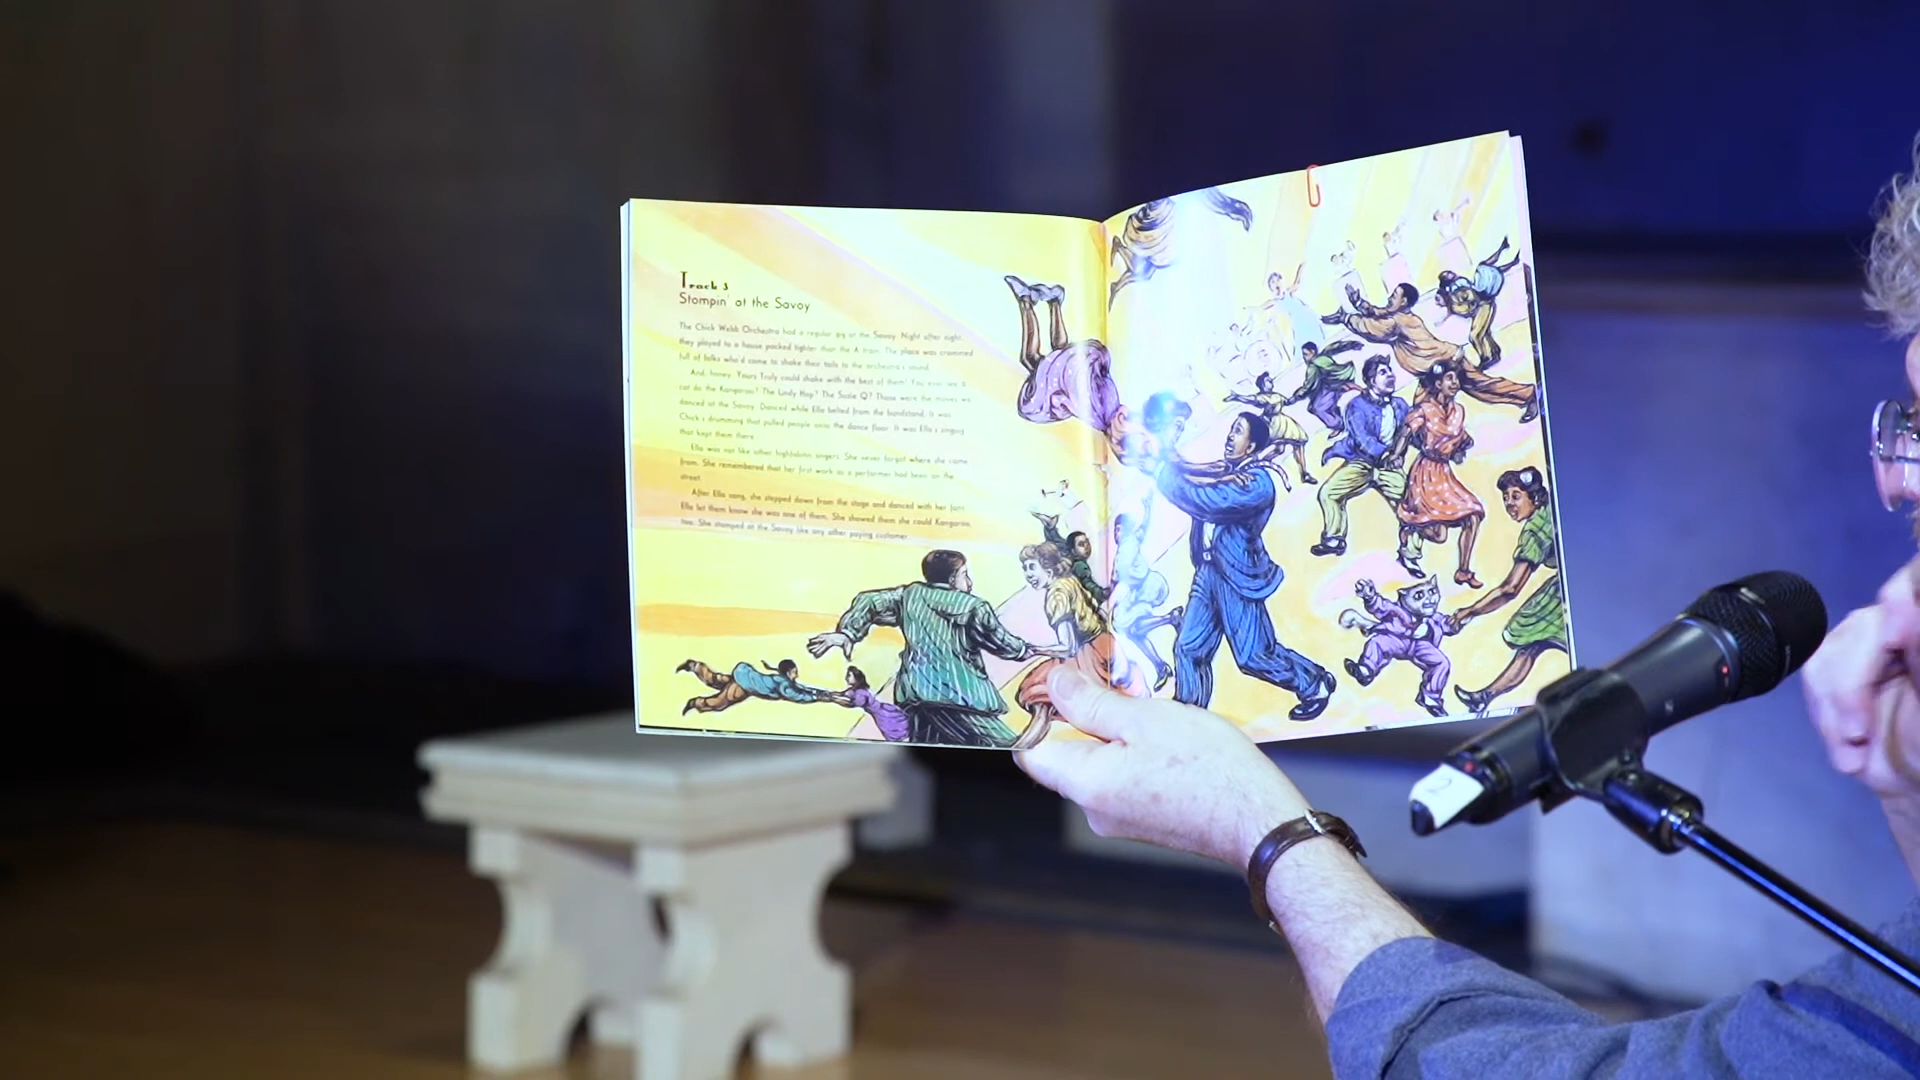 Track 3
Stompin' at the Savoy
The Chick Webb Orchestra had a regular gig at the Savoy. Night after night,
they played to a house packed tighter than the A train. The place was crammed
full of folks who'd come to shake their tails to the orchestra's sound.
And, honey, Yours Truly could shake with the best of them! You ever see a
cat do the Kangaroo? The Lindy Hop? The Suzie Q? Those were the moves we
danced at the Savoy. Danced while Ella belted from the bandstand. It was
Chick's drumming that pulled people onto the dance floor. It was Ella's singing
that kept them there.
Ella was not like other highfalutin singers. She never forgot where she came
from. She remembered that her first work as a performer had been on the
street.
After Ella sang, she stepped down from the stage and danced with her fans.
Ella let them know she was one of them. She showed them she could Kangaroo,
too. She stomped at the Savoy like any other paying customer.
2